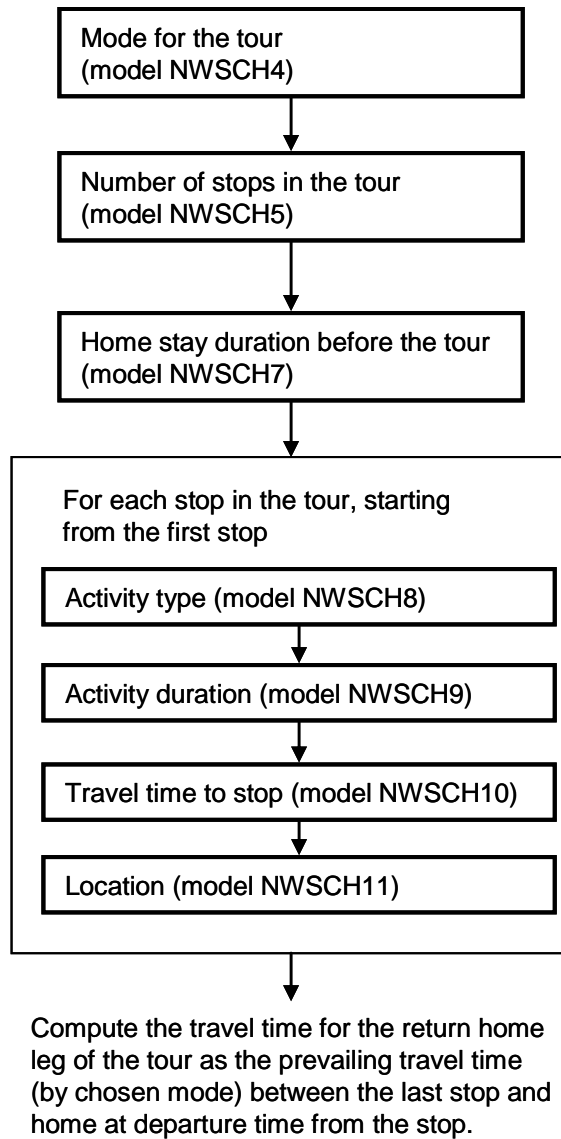 Mode for the tour
(model NWSCH4)
Number of stops in the tour
(model NWSCH5)
Home stay duration before the tour
(model NWSCH7)
For each stop in the tour, starting
from the first stop
Activity type (model NWSCH8)
Activity duration (model NWSCH9)
Travel time to stop (model NWSCH10)
Location (model NWSCH11)
Compute the travel time for the return home
leg of the tour as the prevailing travel time
(by chosen mode) between the last stop and
home at departure time from the stop.